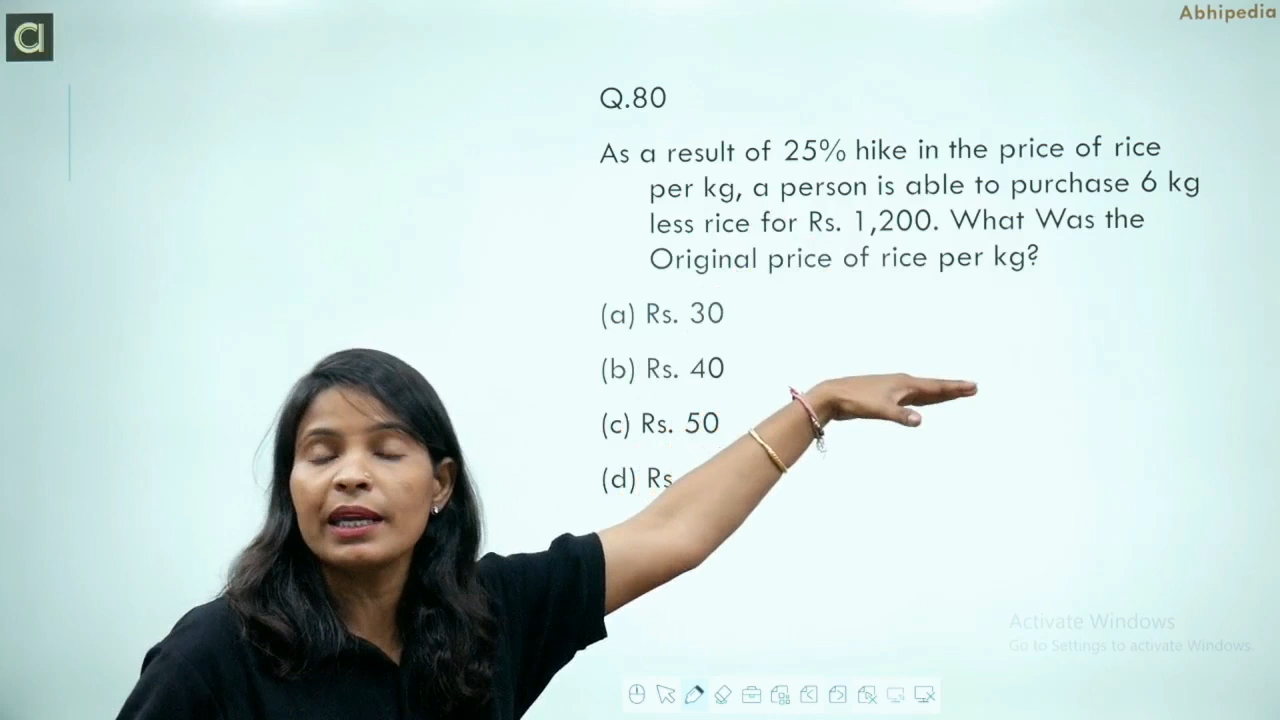 Abhipedia
Q.80
As a result of 25% hike in the price of rice
per kg, a person is able to purchase 6 kg
less rice for Rs. 1,200. What Was the
Original price of rice per kg?
(a) Rs. 30
(b) Rs. 40
(c) Rs. 50
(d) Rs
Activate Windows
Go to Settings to activate Windows.